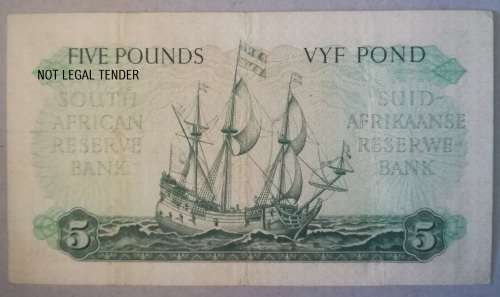 FIVE POUNDS VYF POND
NOT LEGAL TENDER
SOUTH
AFRICAN
RESERVE
BANK
SUID-
AFRIKAANSE
RESERWE-
BANK
5 5